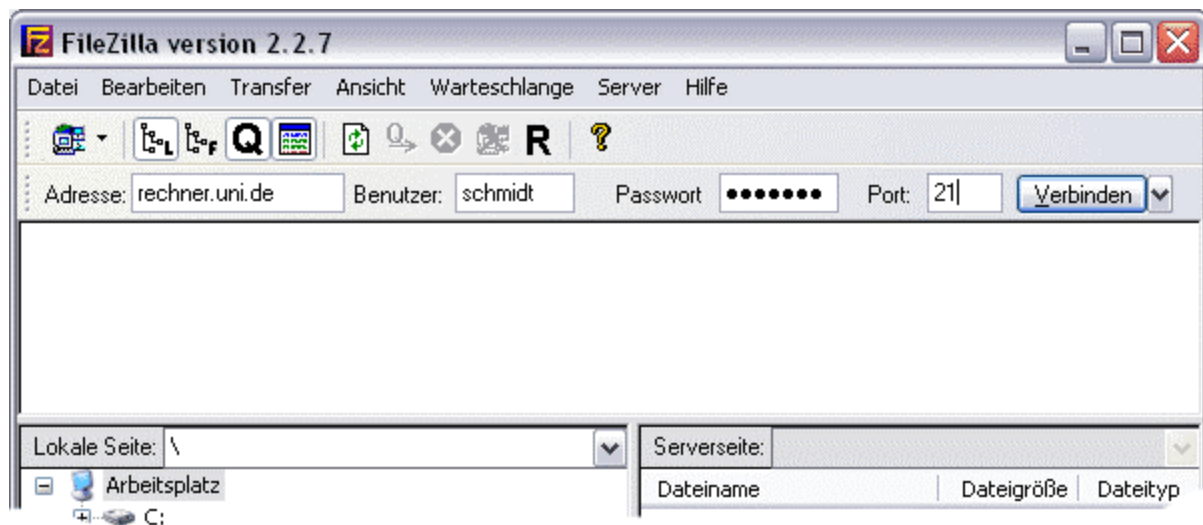 FileZilla version 2.2.7
Datei Bearbeiten Transfer Ansicht Warteschlange Server Hilfe
L F Q Q R ?
Adresse: rechner.uni.de Benutzer: schmidt Passwort ●●●●●●● Port: 21 Verbinden
Lokale Seite: \ Serverseite:
Arbeitsplatz Dateiname Dateigröße Dateityp
C: